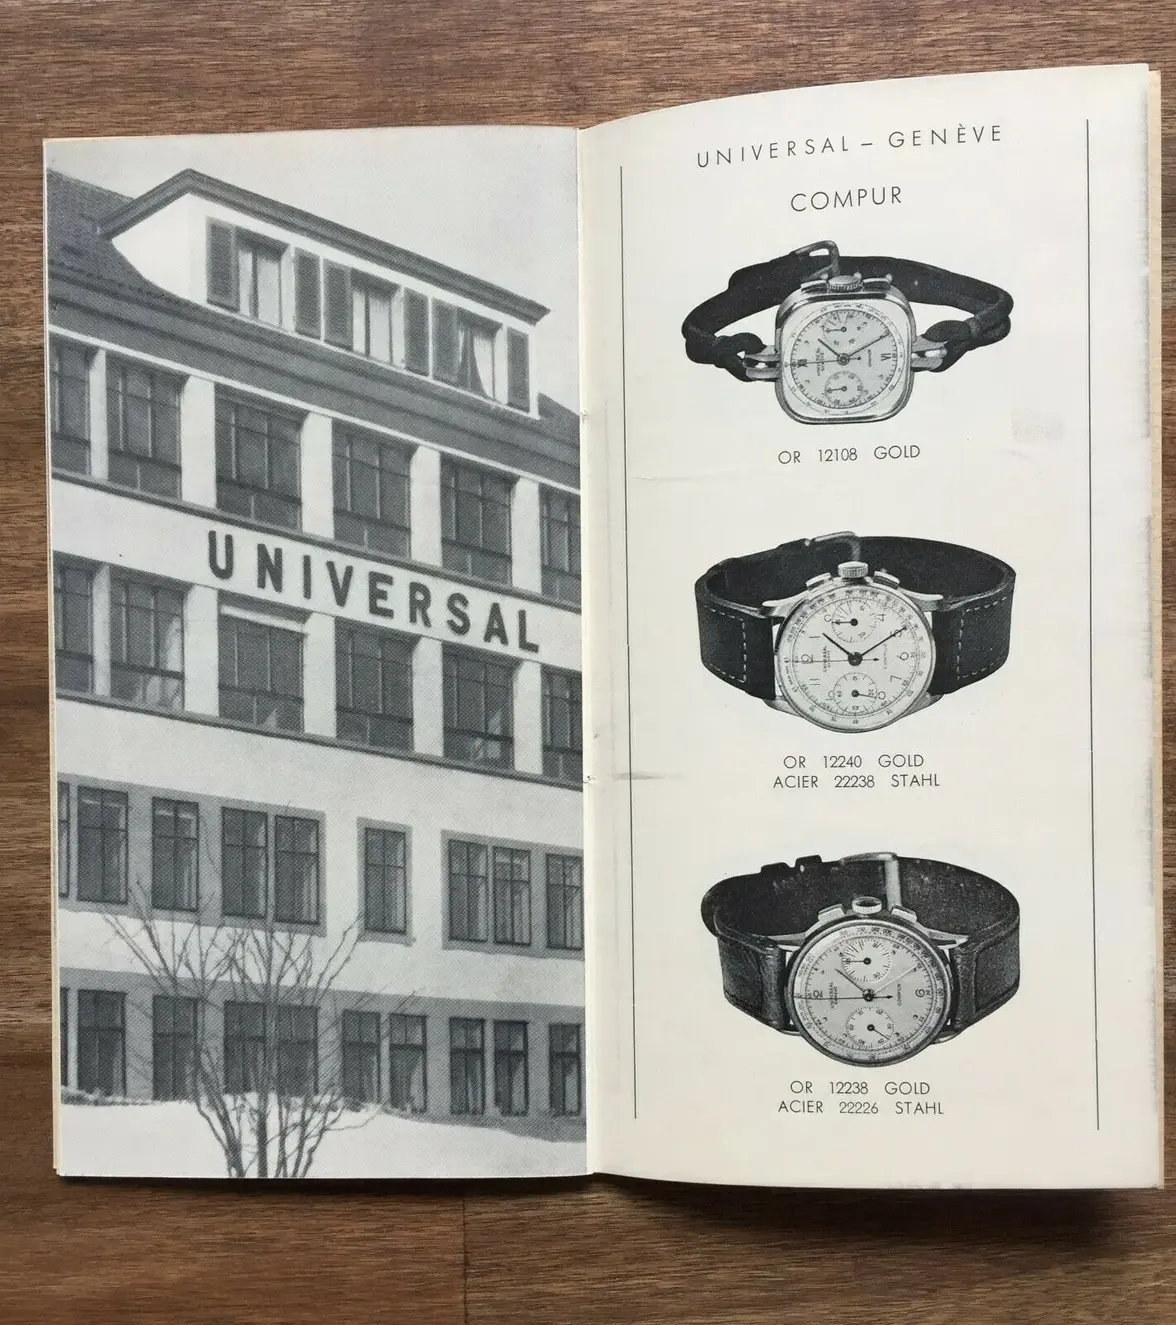 UNIVERSAL
UNIVERSAL – GENÈVE
COMPUR
OR 12108 GOLD
OR 12240 GOLD
ACIER 22238 STAHL
OR 12238 GOLD
ACIER 22226 STAHL